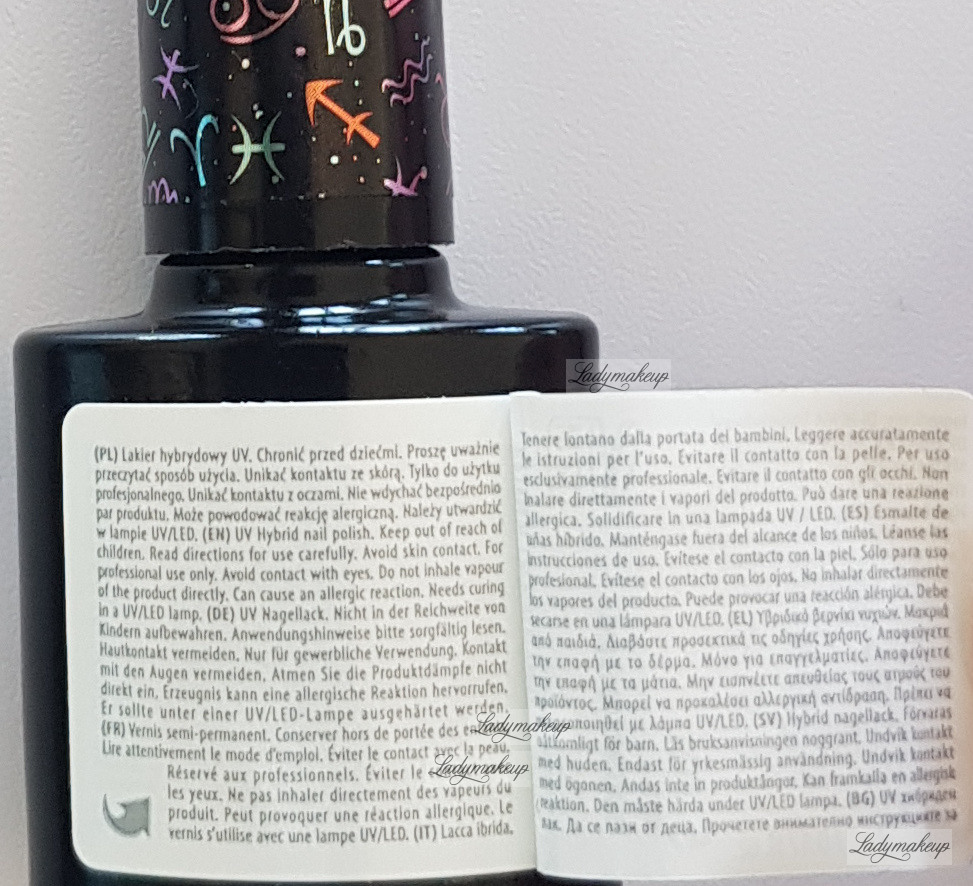 (PL) Lakier hybrydowy UV. Chronić przed dziećmi. Proszę uważnie
przeczytać sposób użycia. Unikać kontaktu ze skórą. Tylko do użytku
profesjonalnego. Unikać kontaktu z oczami. Nie wdychać bezpośrednio
par produktu. Może powodować reakcję alergiczną. Należy utwardzić
w lampie UV/LED. (EN) UV Hybrid nail polish. Keep out of reach of
children. Read directions for use carefully. Avoid skin contact. For
professional use only. Avoid contact with eyes. Do not inhale vapour
of the product directly. Can cause an allergic reaction. Needs curing
in a UV/LED lamp. (DE) UV Nagellack. Nicht in der Reichweite von
Kindern aufbewahren. Anwendungshinweise bitte sorgfältig lesen.
Hautkontakt vermeiden. Nur für gewerbliche Verwendung. Kontakt
mit den Augen vermeiden. Atmen Sie die Produktdämpfe nicht
direkt ein. Erzeugnis kann eine allergische Reaktion hervorrufen.
Er sollte unter einer UV/LED-Lampe ausgehärtet werden.
(FR) Vernis semi-permanent. Conserver hors de portée des
Lire attentivement le mode d'emploi. Éviter le contact avec la peau.
Réservé aux professionnels. Éviter le
les yeux. Ne pas inhaler directement des vapeurs du
produit. Peut provoquer une réaction allergique. Le
vernis s'utilise avec une lampe UV/LED. (IT) Lacca ibrida.
Tenere lontano dalla portata dei bambini. Leggere accuratamente
le istruzioni per l'uso. Evitare il contatto con la pelle. Per uso
esclusivamente professionale. Evitare il contatto con gli occhi. Non
inalare direttamente i vapori del prodotto. Può dare una reazione
allergica. Solidificare in una lampada UV / LED. (ES) Esmalte de
uñas híbrido. Manténgase fuera del alcance de los niños. Léanse las
instrucciones de uso. Evítese el contacto con la piel. Sólo para uso
profesional. Evítese el contacto con los ojos. No inhalar directamente
los vapores del producto. Puede provocar una reacción alérgica. Debe
secarse en una lámpara UV/LED. (EL) Υβριδικό βερνίκι νυχιών. Μακριά
από παιδιά. Διαβάστε προσεκτικά τις οδηγίες χρήσης. Αποφεύγετε
την επαφή με το δέρμα. Μόνο για επαγγελματίες. Αποφεύγετε
την επαφή με τα μάτια. Μην εισπνέετε απευθείας τους ατμούς του
προϊόντος. Μπορεί να προκαλέσει αλλεργική αντίδραση. Πρέπει να
με λάμπα UV/LED. (SV) Hybrid nagellack. Förvaras
oåtkomligt för barn. Läs bruksanvisningen noggrant. Undvik kontakt
med huden. Endast för yrkesmässig användning. Undvik kontakt
med ögonen. Andas inte in produktångor. Kan framkalla en allergisk
reaktion. Den måste härda under UV/LED lampa. (BG) UV хибриден
лак. Да се пази от деца. Прочетете внимателно инструкциите за
Ladymakeup
Ladymakeup
Ladymakeup
Ladymakeup